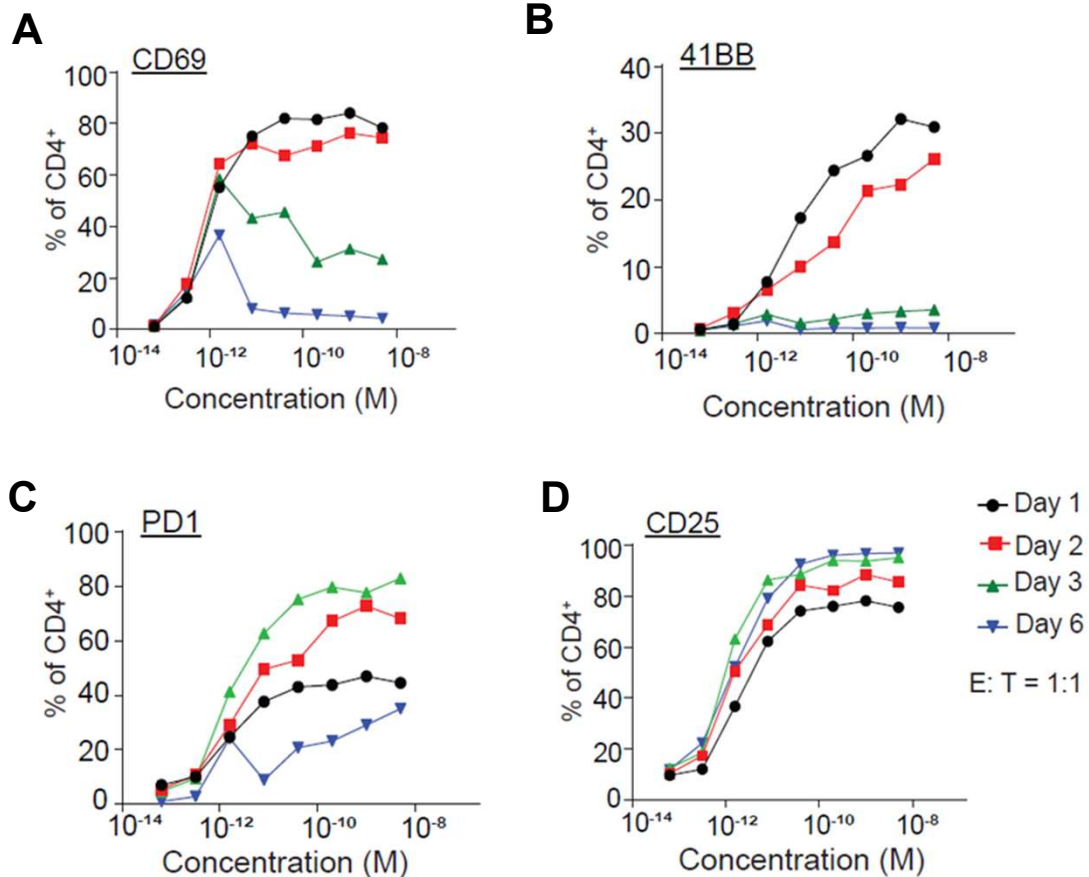 A
CD69
% of CD4⁺
100
80
60
40
20
0
10⁻¹⁴ 10⁻¹² 10⁻¹⁰ 10⁻⁸
Concentration (M)
B
41BB
% of CD4⁺
40
30
20
10
0
10⁻¹⁴ 10⁻¹² 10⁻¹⁰ 10⁻⁸
Concentration (M)
C
PD1
% of CD4⁺
100
80
60
40
20
0
10⁻¹⁴ 10⁻¹² 10⁻¹⁰ 10⁻⁸
Concentration (M)
D
CD25
% of CD4⁺
100
80
60
40
20
0
10⁻¹⁴ 10⁻¹² 10⁻¹⁰ 10⁻⁸
Concentration (M)
Day 1
Day 2
Day 3
Day 6
E: T = 1:1